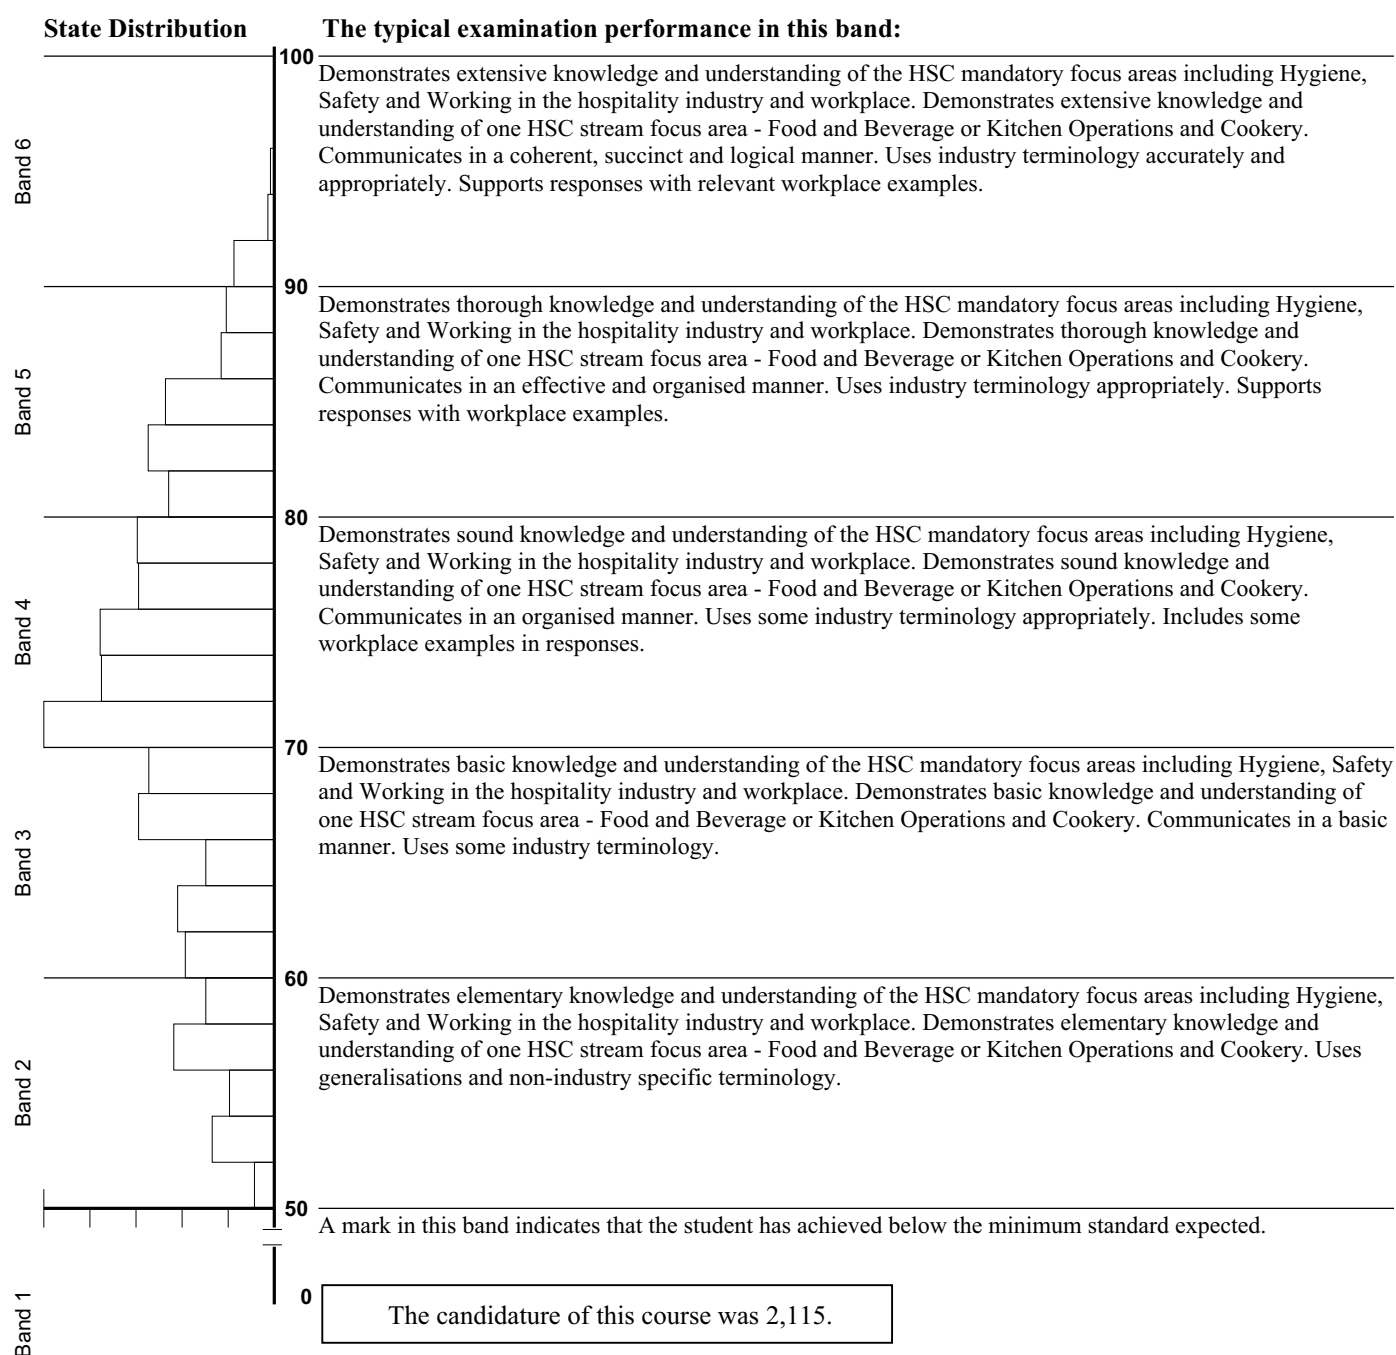 State Distribution
The typical examination performance in this band:
100
Band 6
Demonstrates extensive knowledge and understanding of the HSC mandatory focus areas including Hygiene,
Safety and Working in the hospitality industry and workplace. Demonstrates extensive knowledge and
understanding of one HSC stream focus area - Food and Beverage or Kitchen Operations and Cookery.
Communicates in a coherent, succinct and logical manner. Uses industry terminology accurately and
appropriately. Supports responses with relevant workplace examples.
90
Band 5
Demonstrates thorough knowledge and understanding of the HSC mandatory focus areas including Hygiene,
Safety and Working in the hospitality industry and workplace. Demonstrates thorough knowledge and
understanding of one HSC stream focus area - Food and Beverage or Kitchen Operations and Cookery.
Communicates in an effective and organised manner. Uses industry terminology appropriately. Supports
responses with workplace examples.
80
Band 4
Demonstrates sound knowledge and understanding of the HSC mandatory focus areas including Hygiene,
Safety and Working in the hospitality industry and workplace. Demonstrates sound knowledge and
understanding of one HSC stream focus area - Food and Beverage or Kitchen Operations and Cookery.
Communicates in an organised manner. Uses some industry terminology appropriately. Includes some
workplace examples in responses.
70
Band 3
Demonstrates basic knowledge and understanding of the HSC mandatory focus areas including Hygiene, Safety
and Working in the hospitality industry and workplace. Demonstrates basic knowledge and understanding of
one HSC stream focus area - Food and Beverage or Kitchen Operations and Cookery. Communicates in a basic
manner. Uses some industry terminology.
60
Band 2
Demonstrates elementary knowledge and understanding of the HSC mandatory focus areas including Hygiene,
Safety and Working in the hospitality industry and workplace. Demonstrates elementary knowledge and
understanding of one HSC stream focus area - Food and Beverage or Kitchen Operations and Cookery. Uses
generalisations and non-industry specific terminology.
50
A mark in this band indicates that the student has achieved below the minimum standard expected.
0
Band 1
The candidature of this course was 2,115.